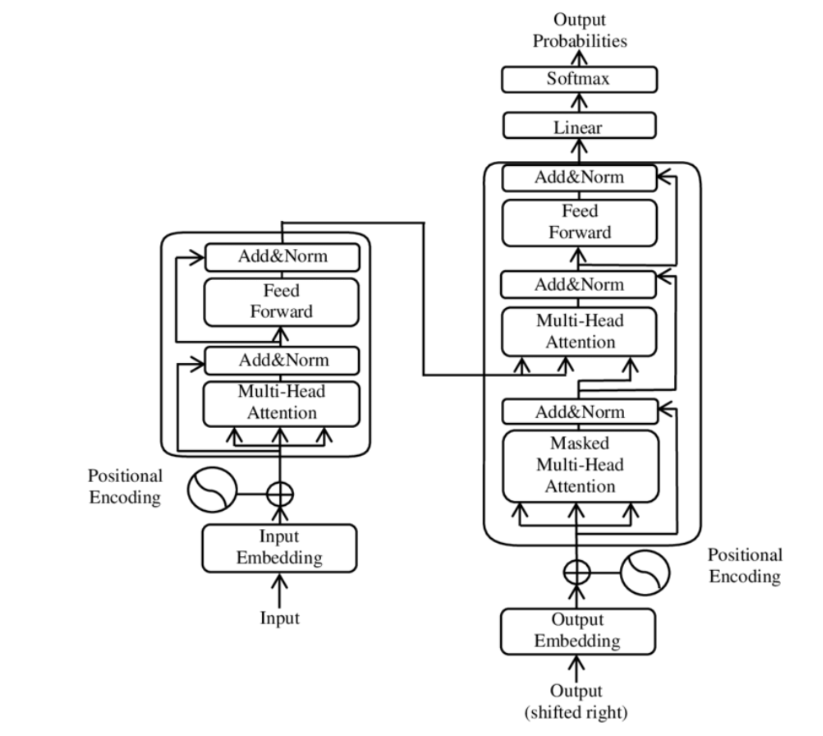 Output
Probabilities
Softmax
Linear
Add&Norm
Feed
Forward
Add&Norm
Multi-Head
Attention
Add&Norm
Masked
Multi-Head
Attention
Positional
Encoding
Output
Embedding
Output
(shifted right)
Add&Norm
Feed
Forward
Add&Norm
Multi-Head
Attention
Positional
Encoding
Input
Embedding
Input